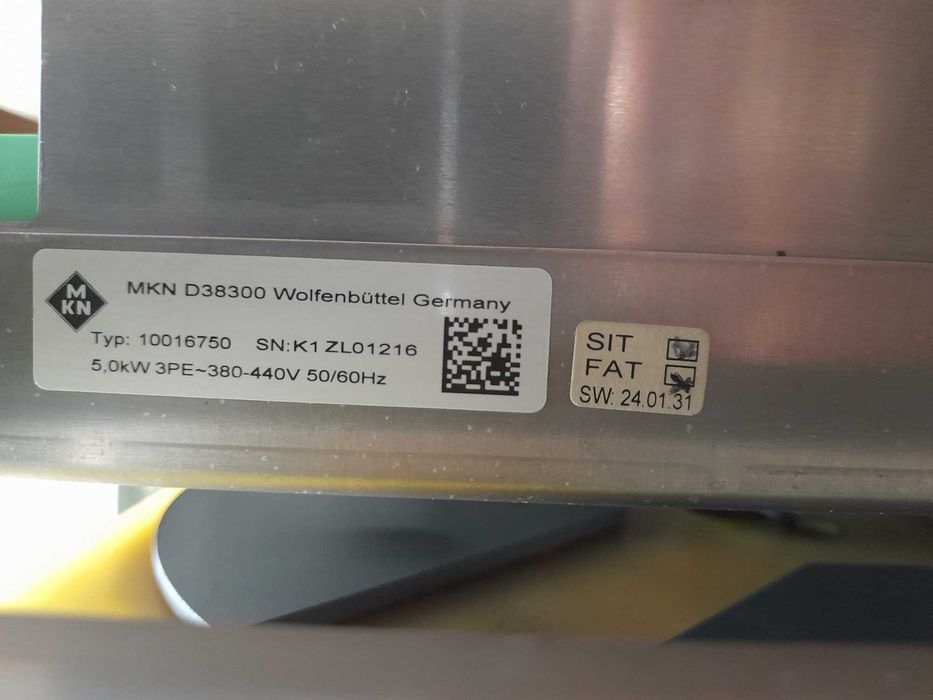 MKN
MKN D38300 Wolfenbüttel Germany
Typ: 10016750 SN:K1 ZL01216
5,0kW 3PE~380-440V 50/60Hz
SIT
FAT
SW: 24.01.31